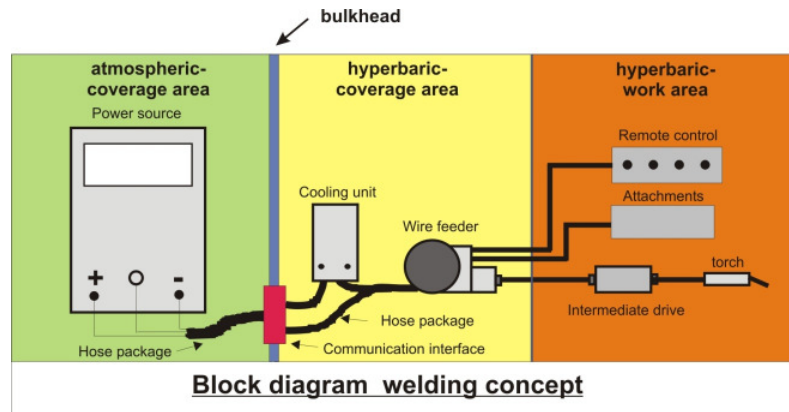 bulkhead
atmospheric-
coverage area
hyperbaric-
coverage area
hyperbaric-
work area
Power source
Remote control
Cooling unit
Attachments
Wire feeder
torch
+
-
Intermediate drive
Hose package
Hose package
Communication interface
Block diagram welding concept